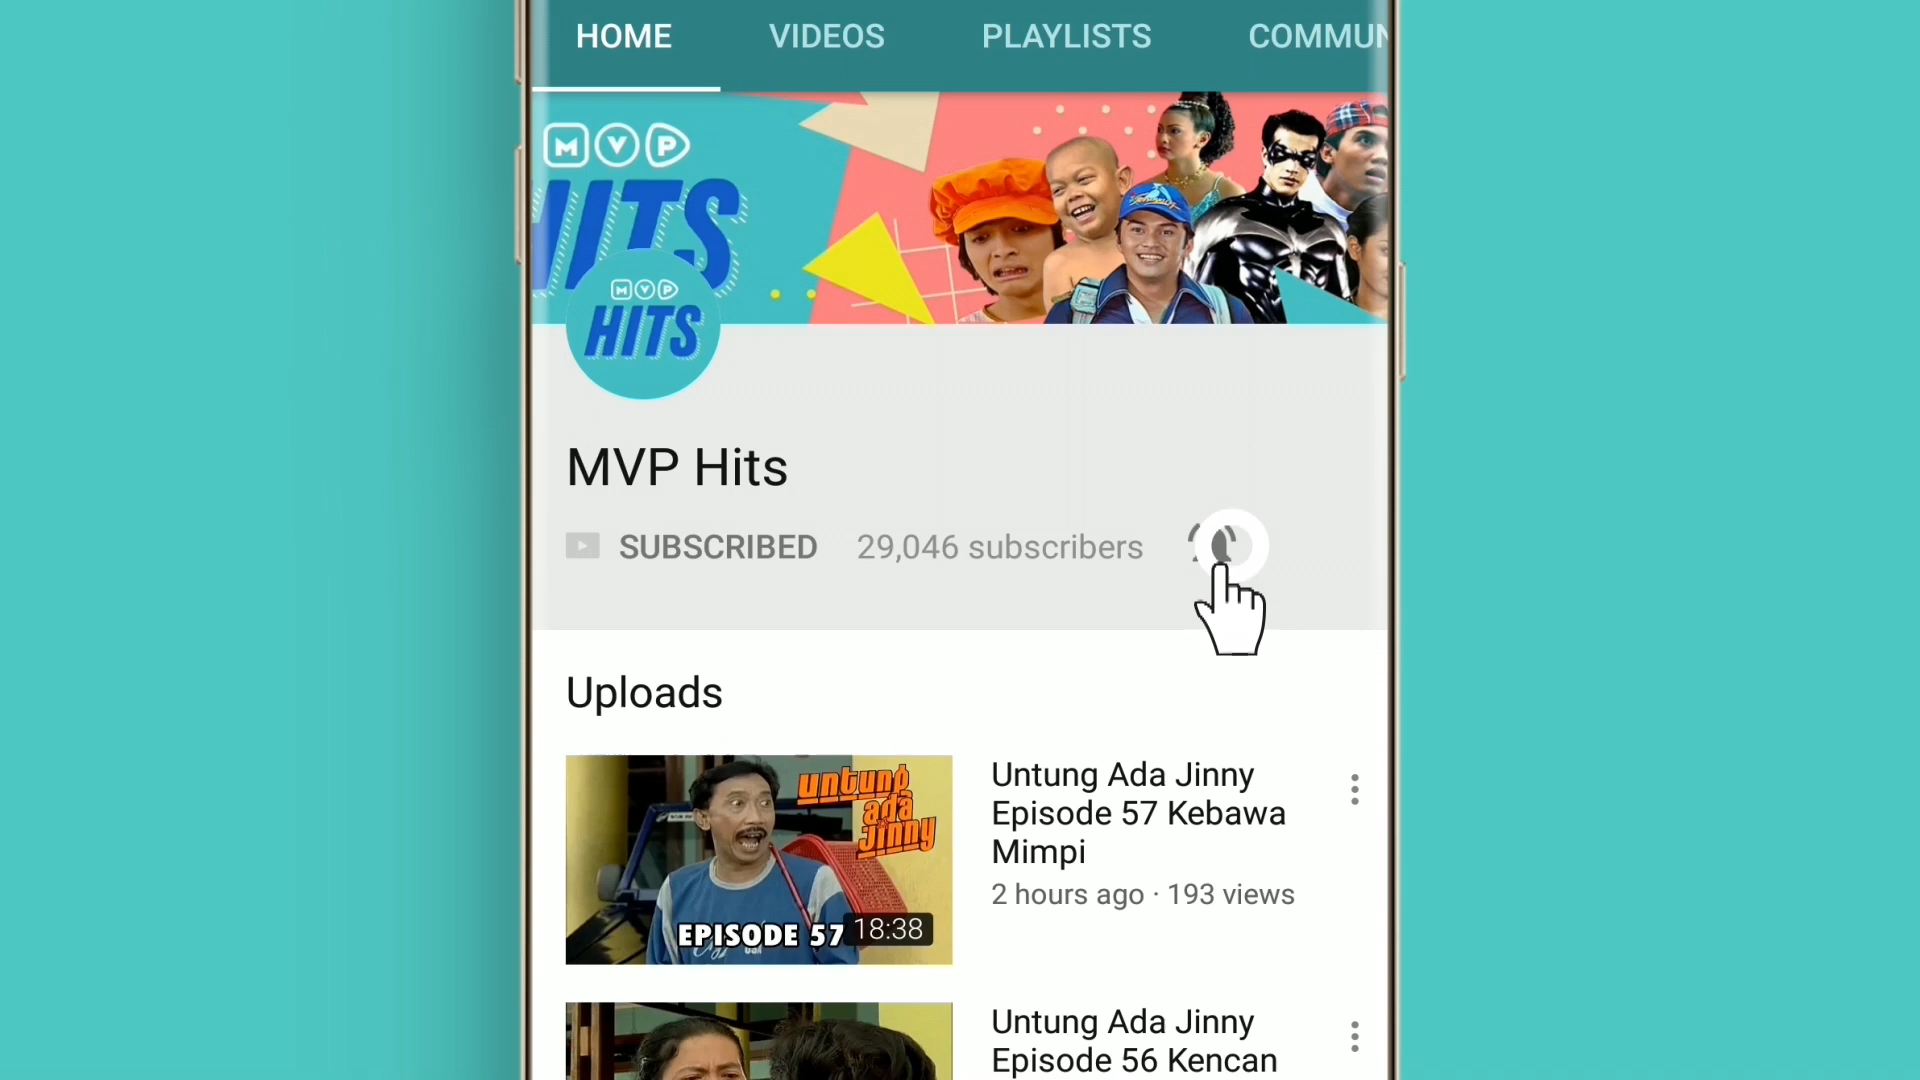 HOME VIDEOS PLAYLISTS COMMUN
MVP
HITS
MVP
HITS
MVP Hits
SUBSCRIBED 29,046 subscribers
Uploads
untung
ada
jinny
EPISODE 57 18:38
Untung Ada Jinny
Episode 57 Kebawa
Mimpi
2 hours ago · 193 views
Untung Ada Jinny
Episode 56 Kencan